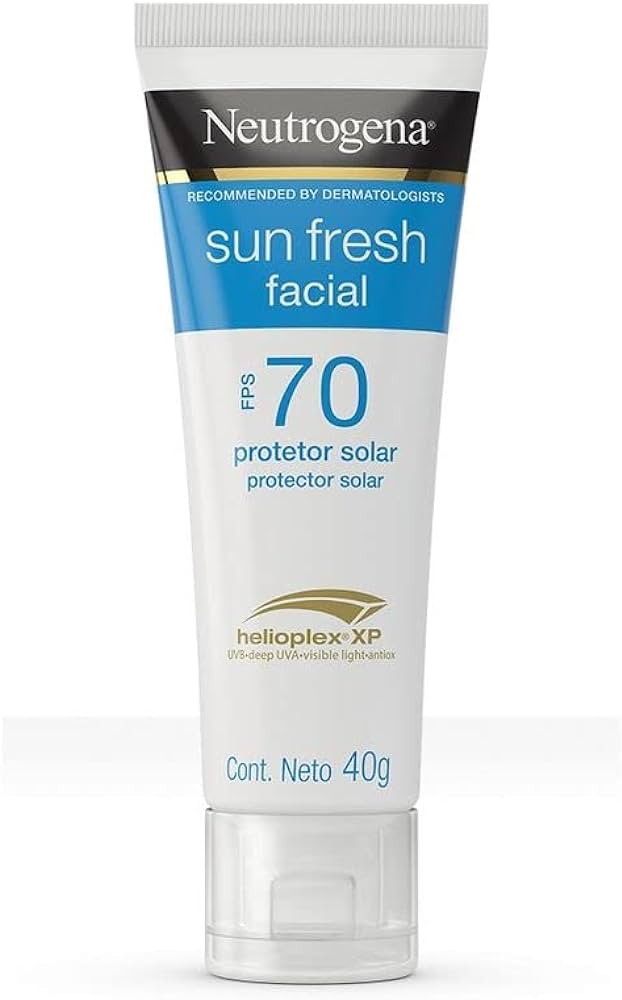 Neutrogena®
RECOMMENDED BY DERMATOLOGISTS
sun fresh
facial
FPS 70
protetor solar
protector solar
helioplex® XP
UVB•deep UVA•visible light•antiox
Cont. Neto 40g